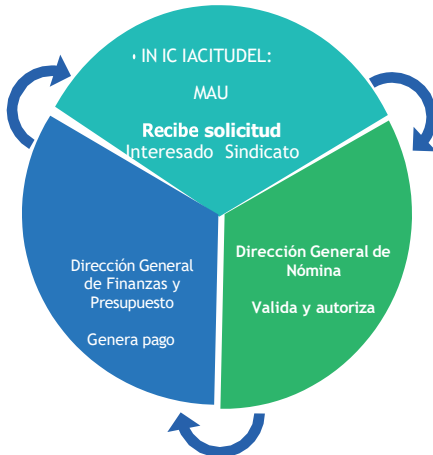 • IN IC IACITUDEL:
MAU
Recibe solicitud
Interesado Sindicato
Dirección General de
Nómina
Valida y autoriza
Dirección General
de Finanzas y
Presupuesto
Genera pago